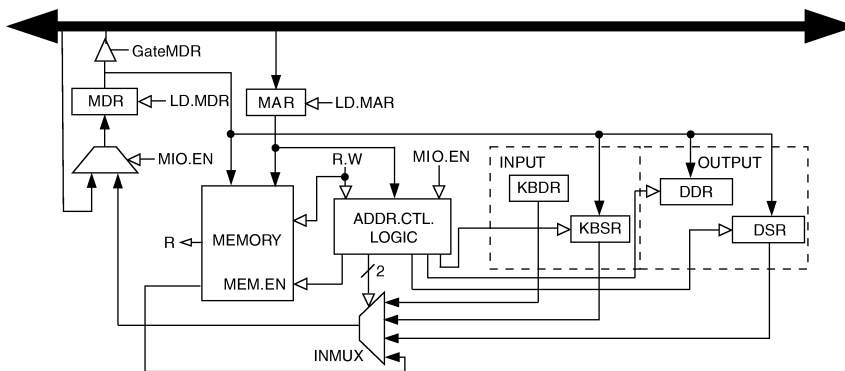 GateMDR
MDR
LD.MDR
MAR
LD.MAR
MIO.EN
R.W
MIO.EN
INPUT
OUTPUT
KBDR
DDR
ADDR.CTL.
LOGIC
KBSR
DSR
R
MEMORY
MEM.EN
2
INMUX